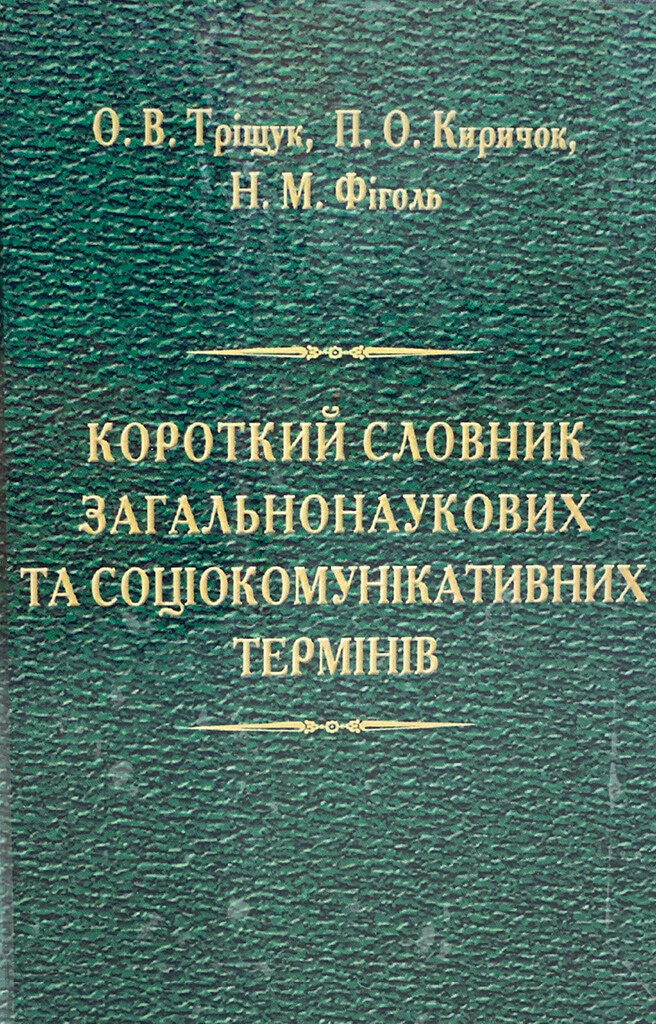 О. В. Тріщук, П. О. Киричок,
Н. М. Фіголь
КОРОТКИЙ СЛОВНИК
ЗАГАЛЬНОНАУКОВИХ
ТА СОЦІОКОМУНІКАТИВНИХ
ТЕРМІНІВ